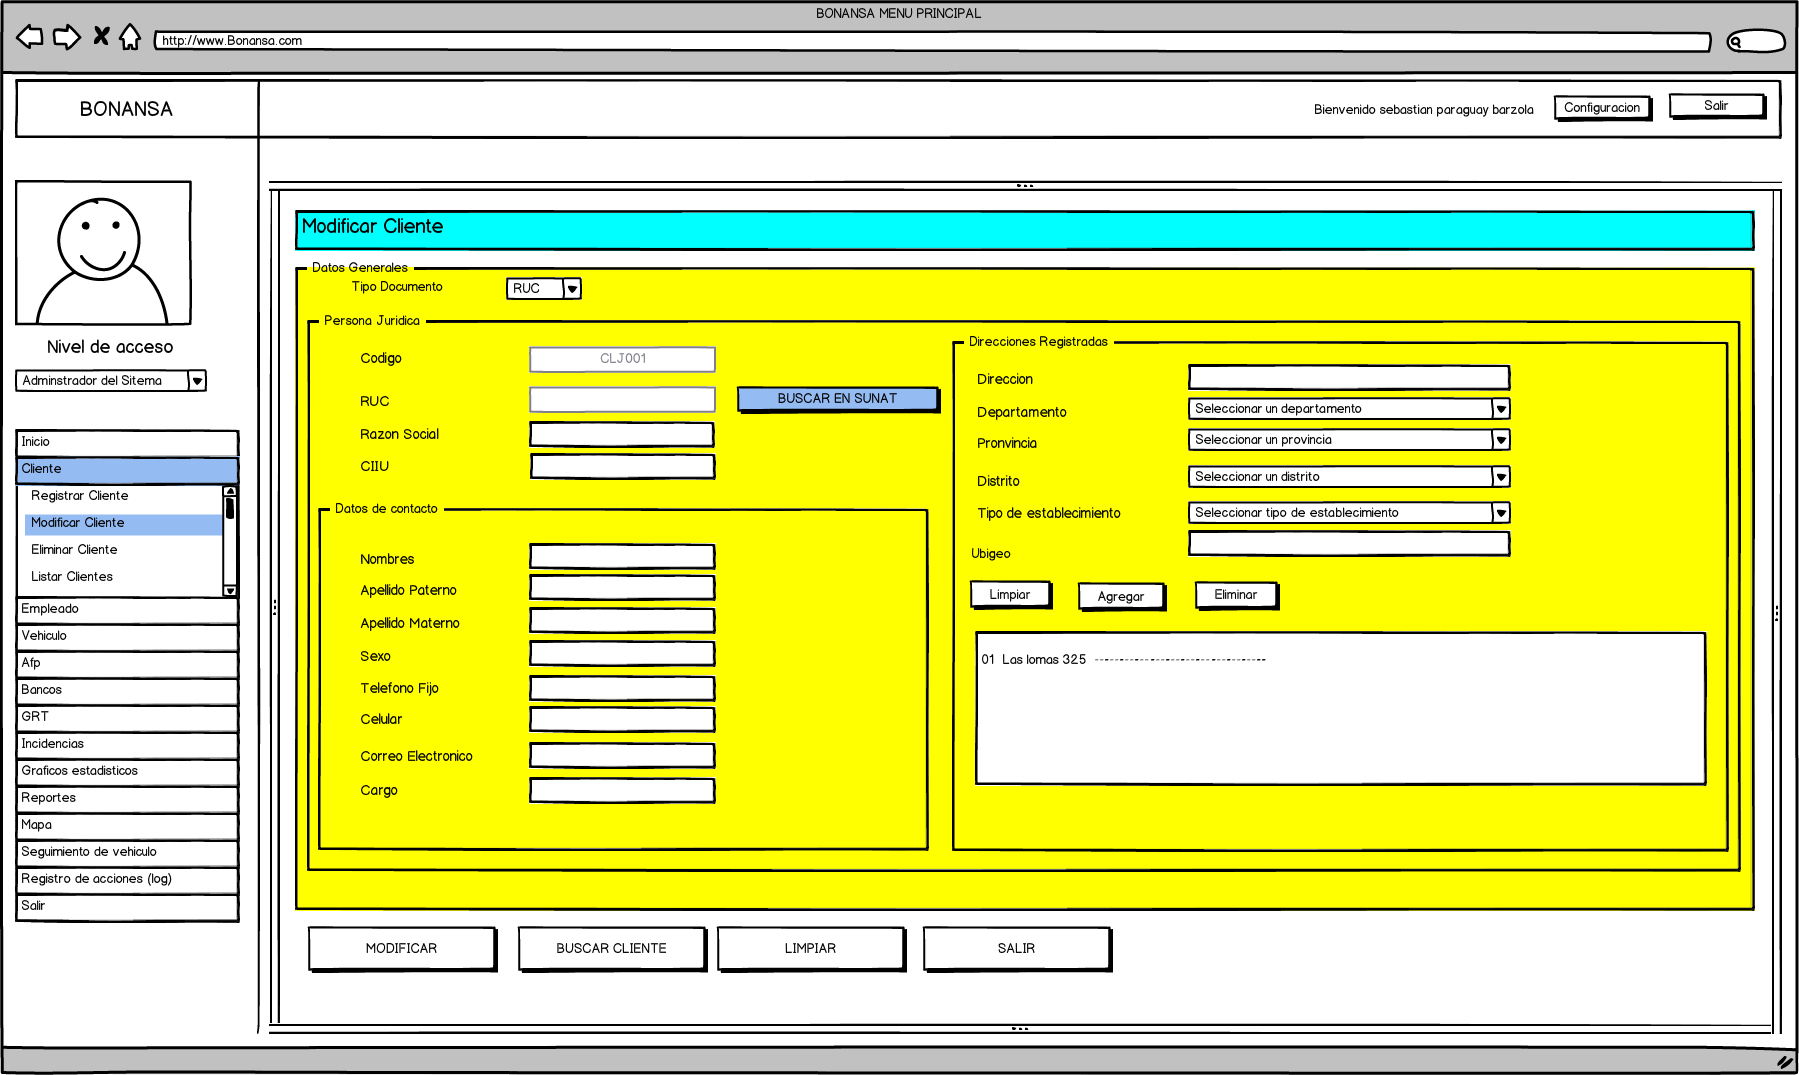 BONANSA MENU PRINCIPAL
http://www.Bonansa.com
BONANSA
Bienvenido sebastian paraguay barzola
Configuracion
Salir
Nivel de acceso
Adminstrador del Sitema
Inicio
Cliente
Registrar Cliente
Modificar Cliente
Eliminar Cliente
Listar Clientes
Empleado
Vehiculo
Afp
Bancos
GRT
Incidencias
Graficos estadisticos
Reportes
Mapa
Seguimiento de vehiculo
Registro de acciones (log)
Salir
Modificar Cliente
Datos Generales
Tipo Documento
RUC
Persona Juridica
Codigo
CLJ001
RUC
BUSCAR EN SUNAT
Razon Social
CIIU
Datos de contacto
Nombres
Apellido Paterno
Apellido Materno
Sexo
Telefono Fijo
Celular
Correo Electronico
Cargo
Direcciones Registradas
Direccion
Departamento
Seleccionar un departamento
Pronvincia
Seleccionar un provincia
Distrito
Seleccionar un distrito
Tipo de establecimiento
Seleccionar tipo de establecimiento
Ubigeo
Limpiar
Agregar
Eliminar
01 Las lomas 325 --------------------------------
MODIFICAR
BUSCAR CLIENTE
LIMPIAR
SALIR